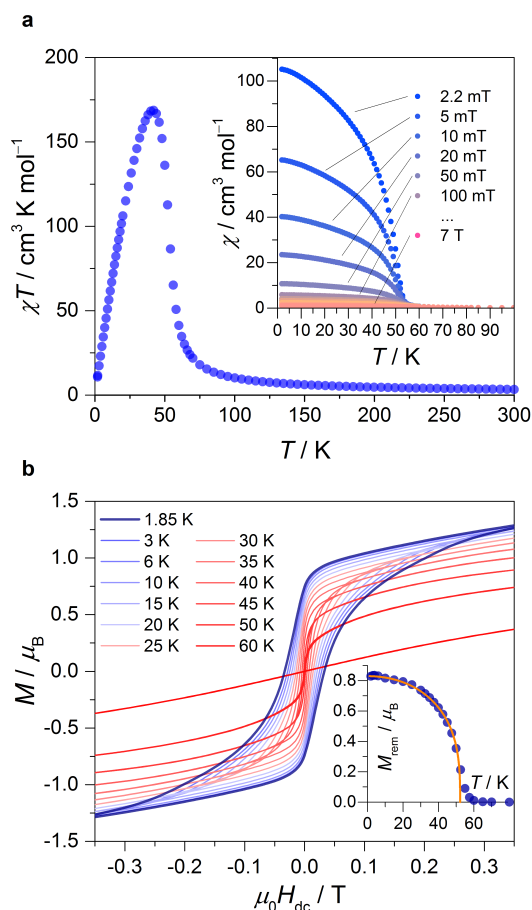 a
χT / cm³ K mol⁻¹
200
150
100
50
0
0 50 100 150 200 250 300
T / K
χ / cm³ mol⁻¹
120
100
80
60
40
20
0
0 10 20 30 40 50 60 70 80 90
T / K
2.2 mT
5 mT
10 mT
20 mT
50 mT
100 mT
...
7 T
b
M / μB
1.5
1.0
0.5
0.0
-0.5
-1.0
-1.5
1.85 K
3 K
6 K
10 K
15 K
20 K
25 K
30 K
35 K
40 K
45 K
50 K
60 K
Mrem / μB
0.8
0.6
0.4
0.2
0.0
0 20 40 60
T / K
-0.3 -0.2 -0.1 0.0 0.1 0.2 0.3
μ0Hdc / T